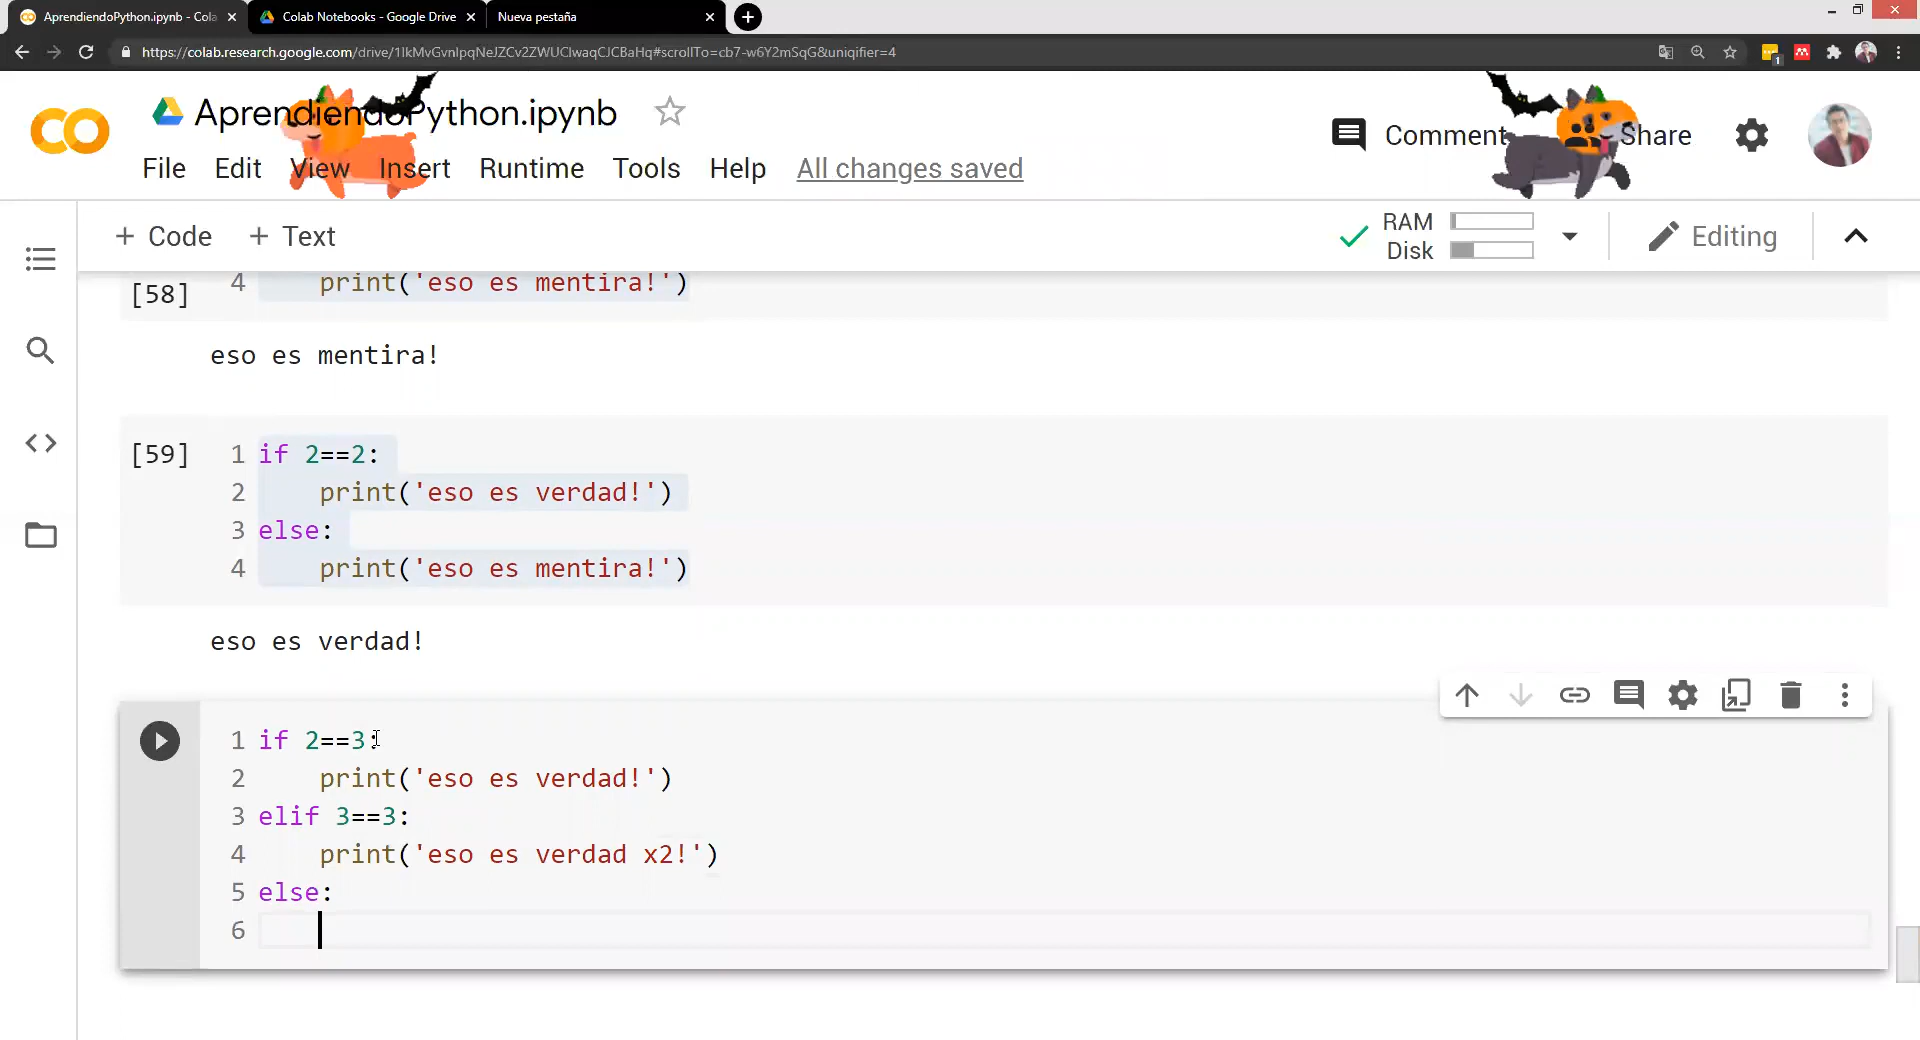 AprendiendoPython.ipynb - Cola
Colab Notebooks - Google Drive
Nueva pestaña
https://colab.research.google.com/drive/1IkMvGvnIpqNeJZCv2ZWUCIwaqCJCBaHq#scrollTo=cb7-w6Y2mSqG&uniqifier=4
1
AprendiendoPython.ipynb
Comment
Share
File Edit View Insert Runtime Tools Help All changes saved
+ Code + Text
RAM
Disk
Editing
[58]
4 print('eso es mentira!')
eso es mentira!
[59]
1 if 2==2:
2 print('eso es verdad!')
3 else:
4 print('eso es mentira!')
eso es verdad!
1 if 2==3:
2 print('eso es verdad!')
3 elif 3==3:
4 print('eso es verdad x2!')
5 else:
6